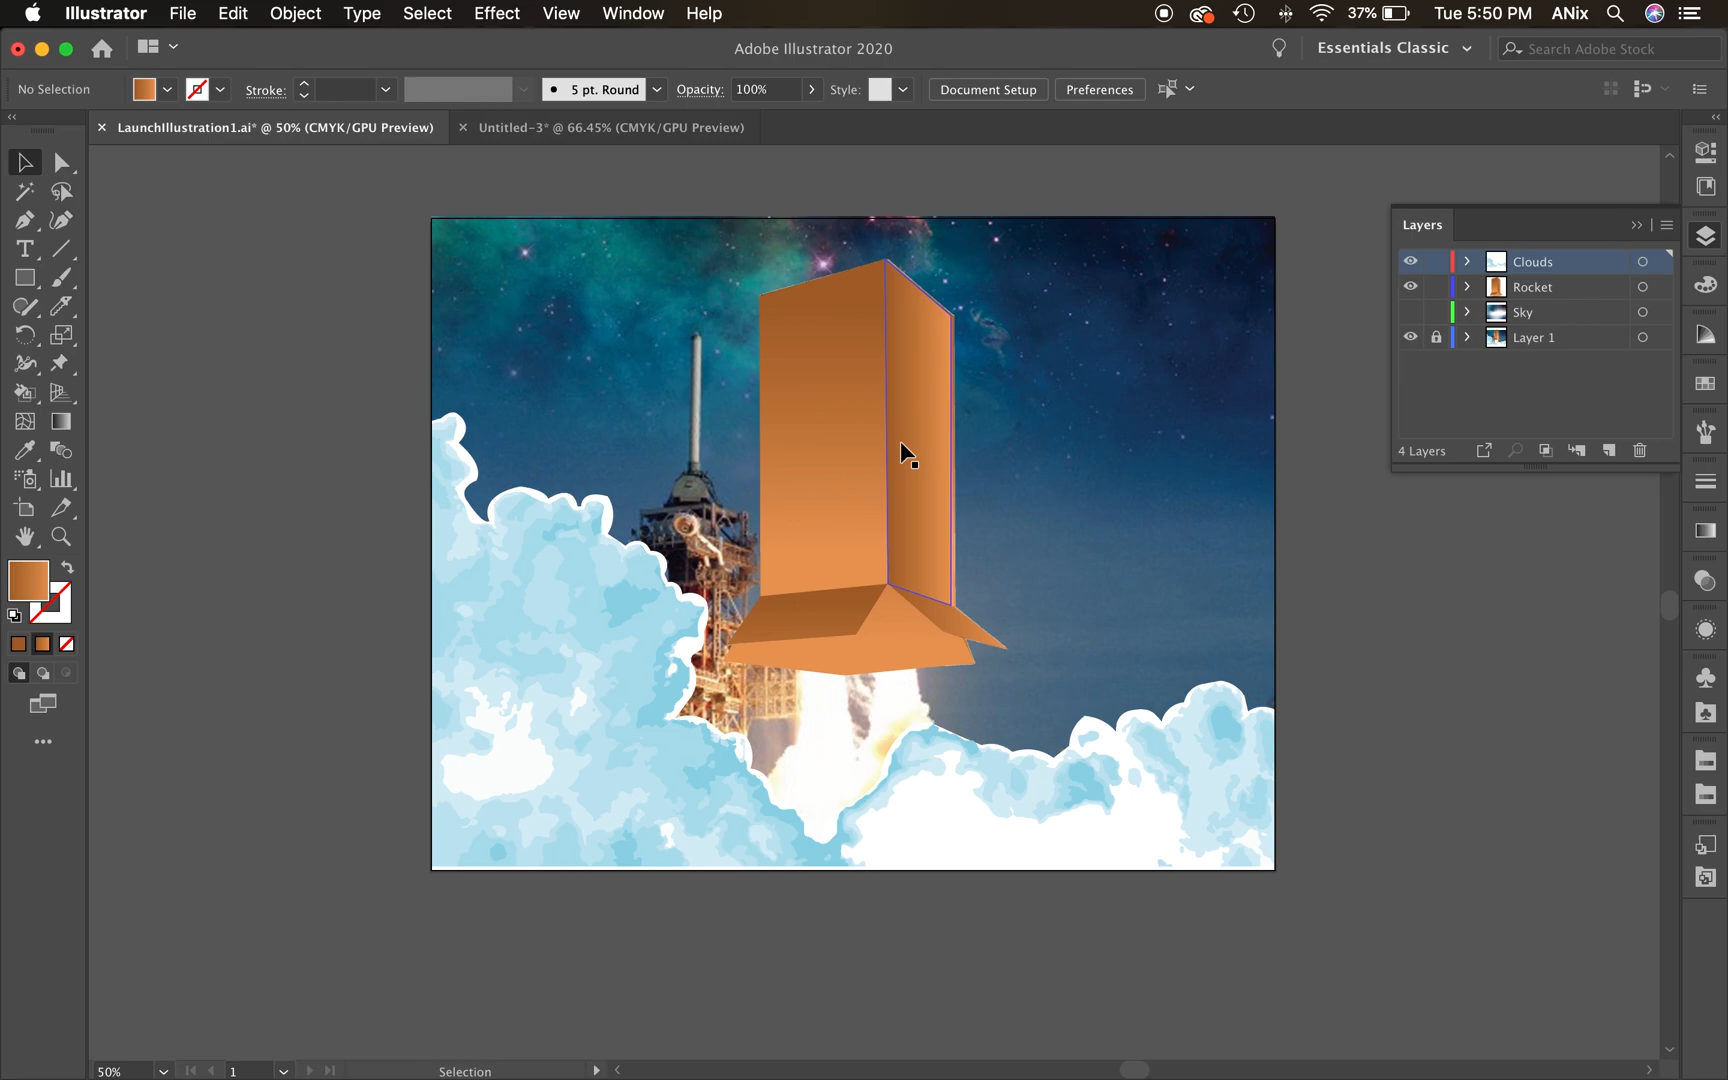 Illustrator File Edit Object Type Select Effect View Window Help 37% Tue 5:50 PM ANix
Adobe Illustrator 2020 Essentials Classic Search Adobe Stock
No Selection Stroke: 5 pt. Round Opacity: 100% Style: Document Setup Preferences
LaunchIllustration1.ai* @ 50% (CMYK/GPU Preview) Untitled-3* @ 66.45% (CMYK/GPU Preview)
Layers
Clouds
Rocket
Sky
Layer 1
4 Layers
50% 1 Selection